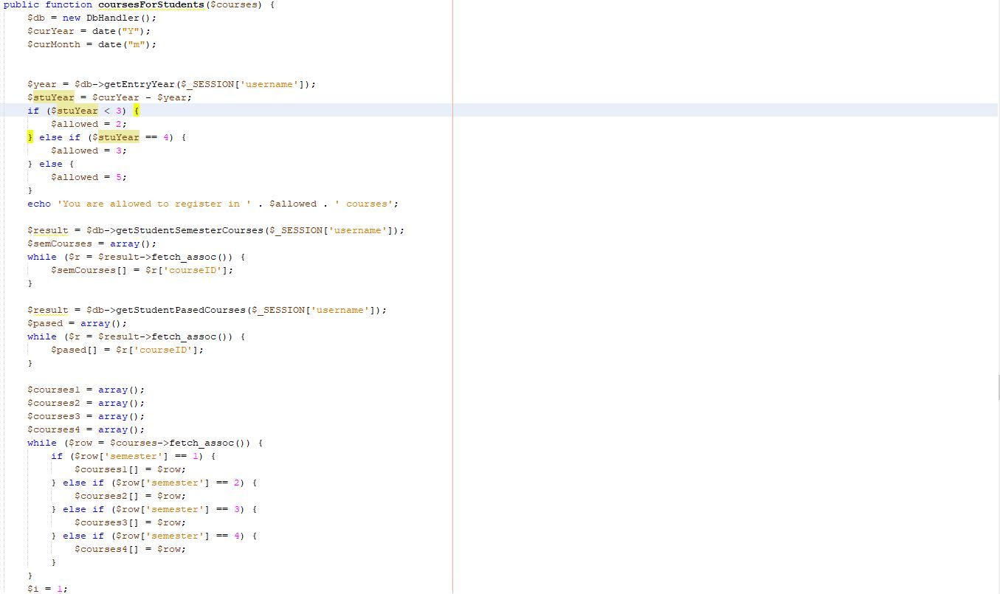 public function coursesForStudents($courses) {
$db = new DbHandler();
$curYear = date("Y");
$curMonth = date("m");
$year = $db->getEntryYear($_SESSION['username']);
$stuYear = $curYear - $year;
if ($stuYear < 3) {
$allowed = 2;
} else if ($stuYear == 4) {
$allowed = 3;
} else {
$allowed = 5;
}
echo 'You are allowed to register in ' . $allowed . ' courses';
$result = $db->getStudentSemesterCourses($_SESSION['username']);
$semCourses = array();
while ($r = $result->fetch_assoc()) {
$semCourses[] = $r['courseID'];
}
$result = $db->getStudentPasedCourses($_SESSION['username']);
$pased = array();
while ($r = $result->fetch_assoc()) {
$pased[] = $r['courseID'];
}
$courses1 = array();
$courses2 = array();
$courses3 = array();
$courses4 = array();
while ($row = $courses->fetch_assoc()) {
if ($row['semester'] == 1) {
$courses1[] = $row;
} else if ($row['semester'] == 2) {
$courses2[] = $row;
} else if ($row['semester'] == 3) {
$courses3[] = $row;
} else if ($row['semester'] == 4) {
$courses4[] = $row;
}
}
$i = 1;